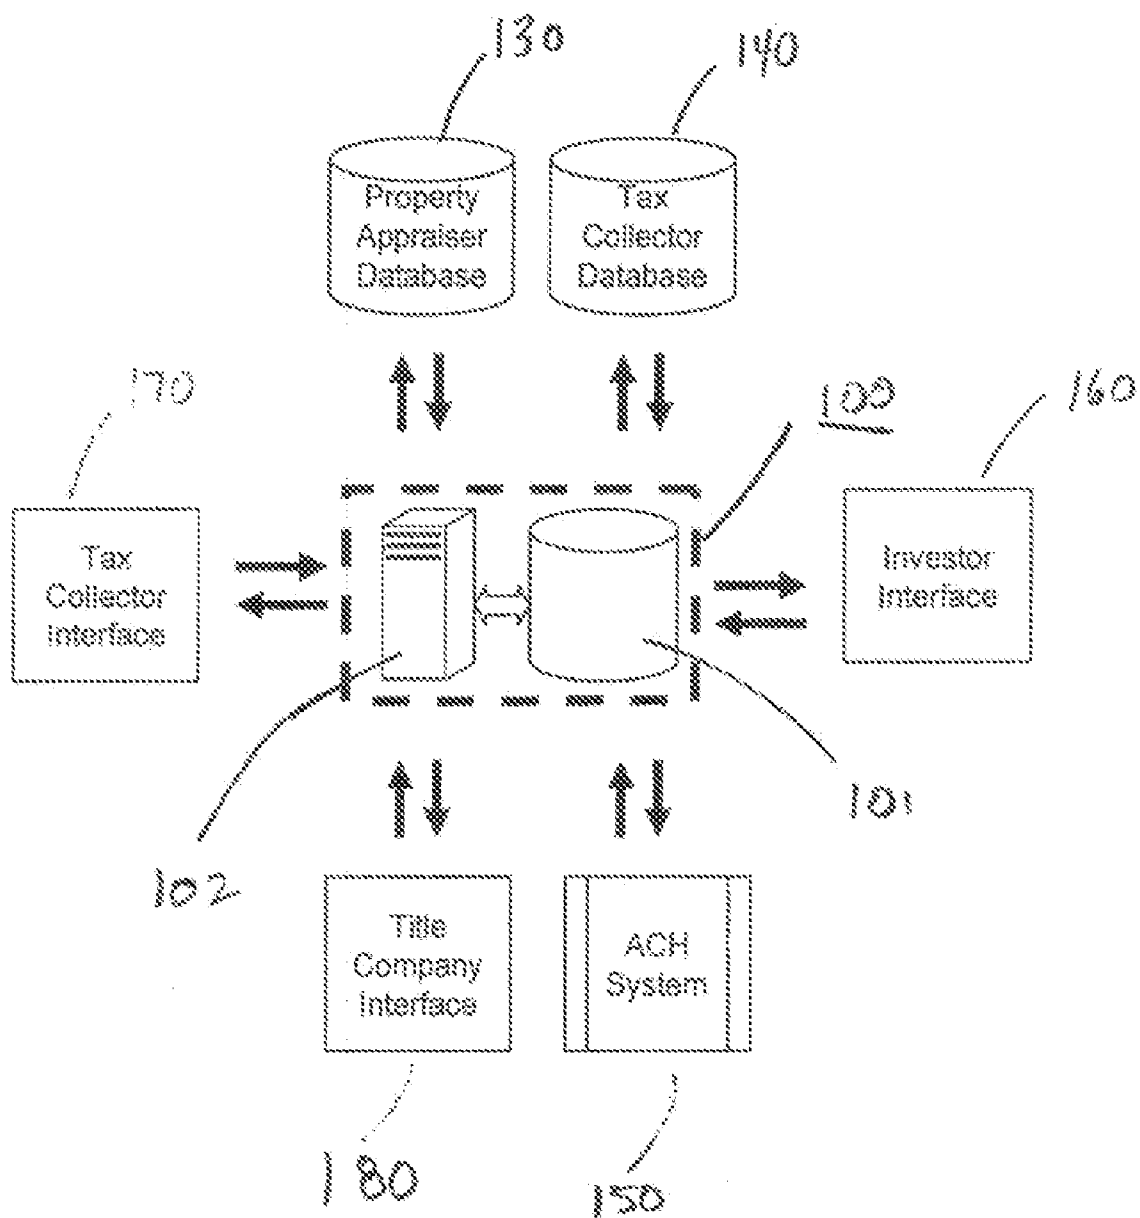 130
140
Property
Appraiser
Database
Tax
Collector
Database
170
100
160
Tax
Collector
Interface
Investor
Interface
101
102
Title
Company
Interface
ACH
System
180
150